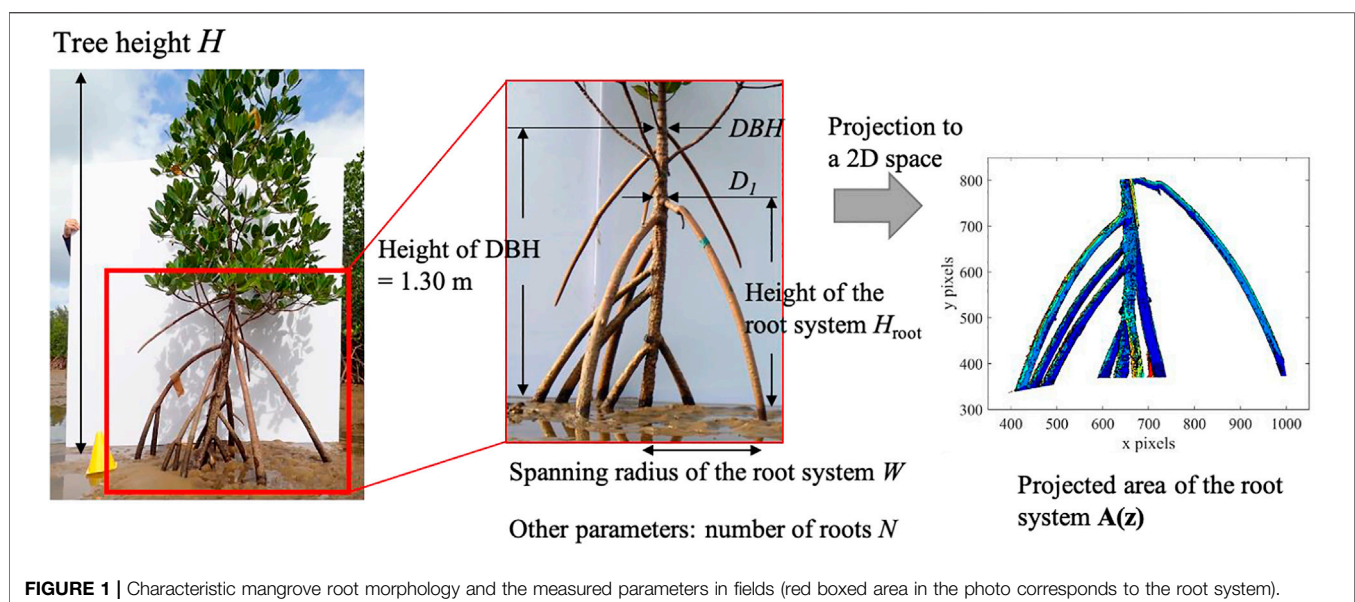 Tree height H
Height of DBH
= 1.30 m
DBH
D1
Height of the
root system Hroot
Spanning radius of the root system W
Other parameters: number of roots N
Projection to
a 2D space
y pixels
800
700
600
500
400
300
400 500 600 700 800 900 1000
x pixels
Projected area of the root
system A(z)
FIGURE 1 | Characteristic mangrove root morphology and the measured parameters in fields (red boxed area in the photo corresponds to the root system).